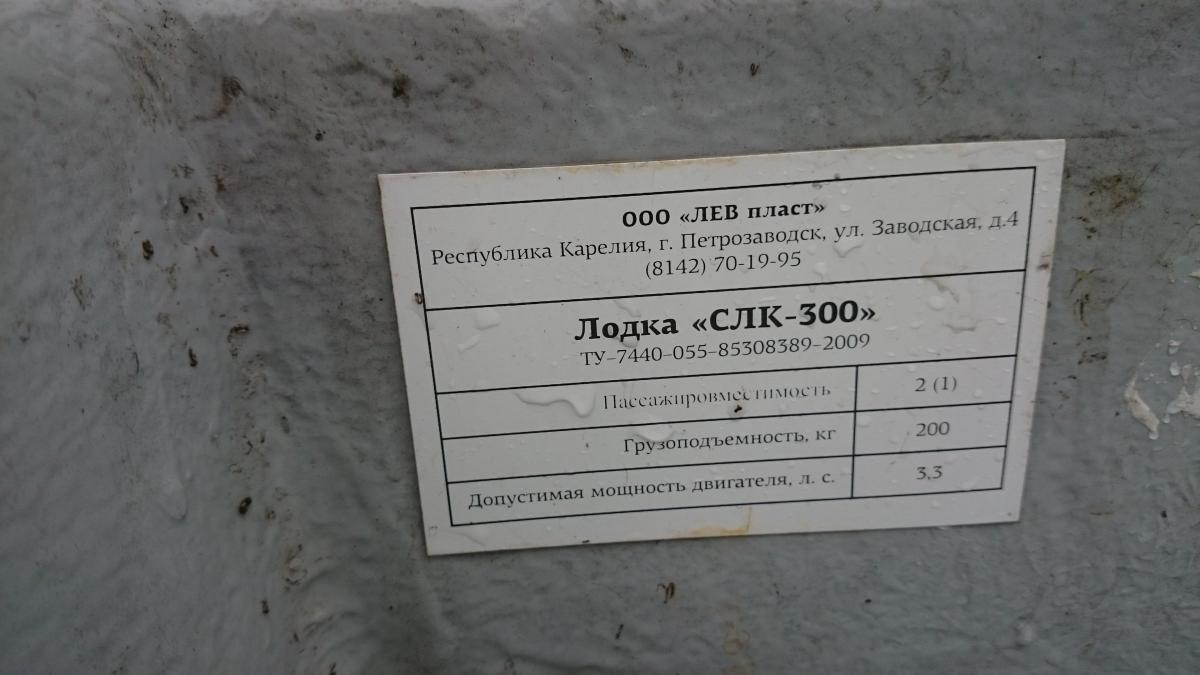 ООО «ЛЕВ пласт»
Республика Карелия, г. Петрозаводск, ул. Заводская, д.4
(8142) 70-19-95
Лодка «СЛК-300»
ТУ-7440-055-85308389-2009
Пассажировместимость 2 (1)
Грузоподъемность, кг 200
Допустимая мощность двигателя, л. с. 3,3